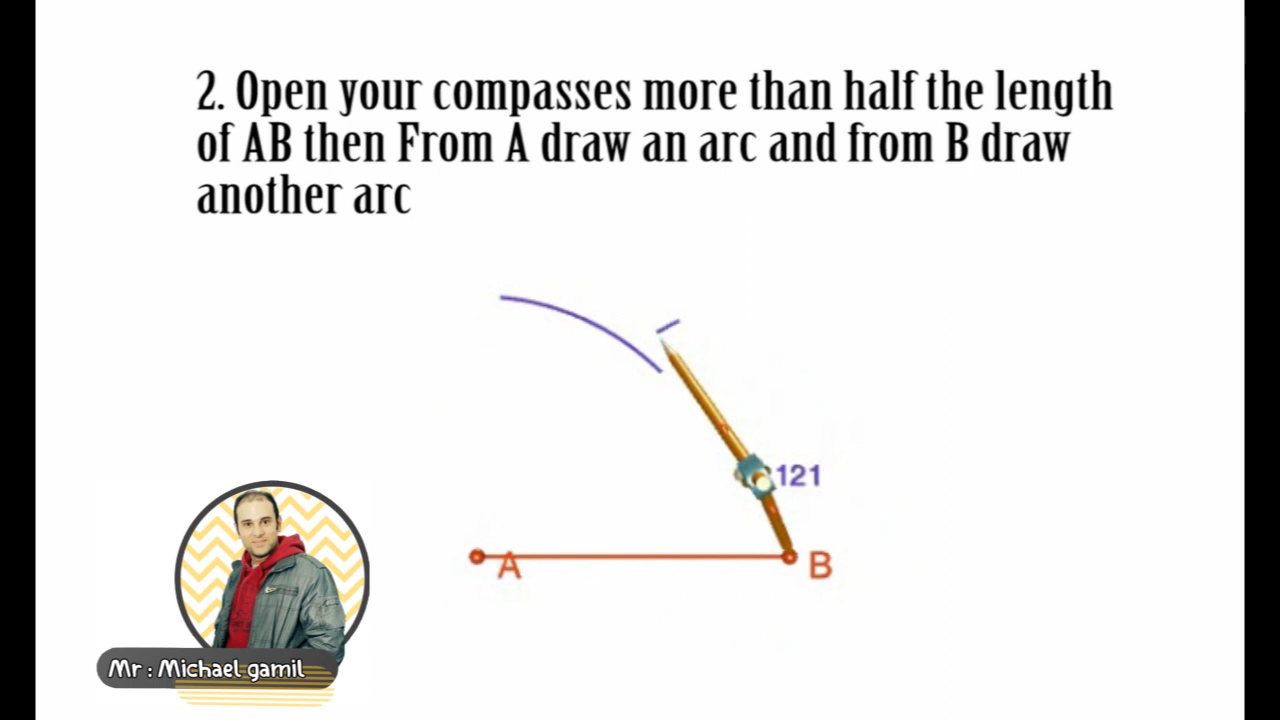 2. Open your compasses more than half the length
of AB then From A draw an arc and from B draw
another arc
121
A
B
Mr : Michael gamil